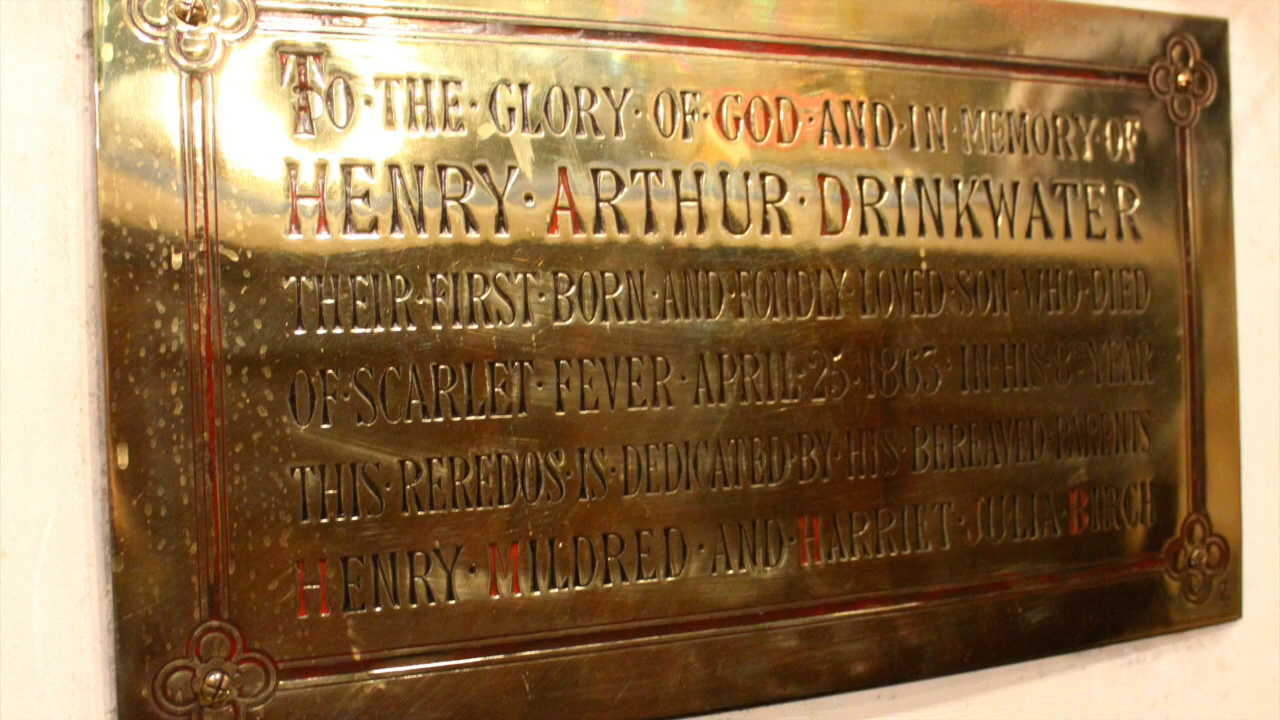 TO·THE·GLORY·OF·GOD·AND·IN·MEMORY·OF
HENRY·ARTHUR·DRINKWATER
THEIR·FIRST·BORN·AND·FONDLY·LOVED·SON·WHO·DIED
OF·SCARLET·FEVER·APRIL·25·1863·IN·HIS·8·YEAR
THIS·REREDOS·IS·DEDICATED·BY·HIS·BEREAVED·PARENTS
HENRY·MILDRED·AND·HARRIET·JULIA·BIRCH